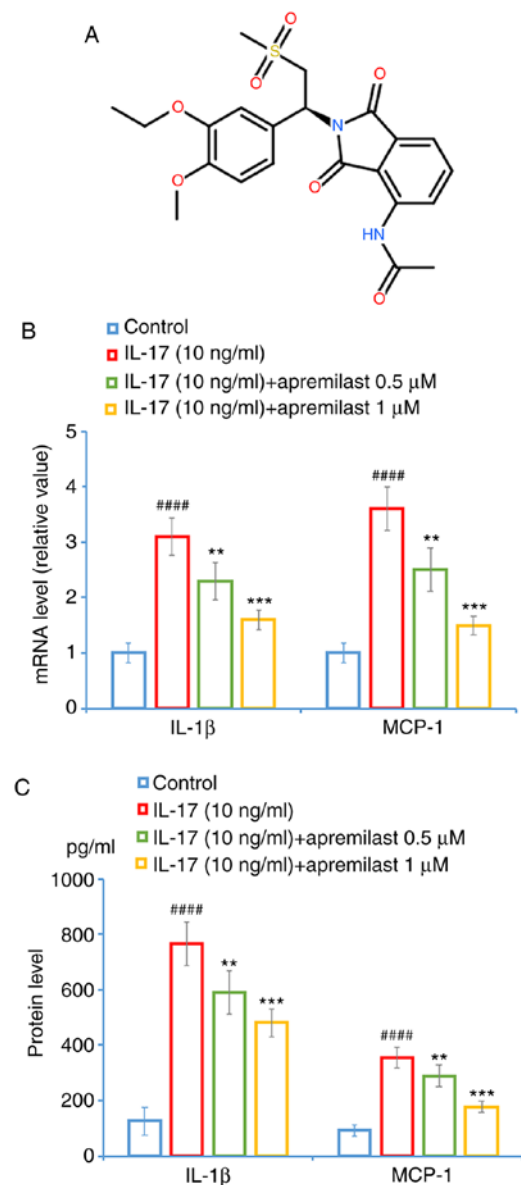 A
O
S
O
O
O
O
N
O
HN
O
B
Control
IL-17 (10 ng/ml)
IL-17 (10 ng/ml)+apremilast 0.5 μM
IL-17 (10 ng/ml)+apremilast 1 μM
mRNA level (relative value)
5
4
3
2
1
0
####
**
***
####
**
***
IL-1β
MCP-1
C
Control
IL-17 (10 ng/ml)
IL-17 (10 ng/ml)+apremilast 0.5 μM
IL-17 (10 ng/ml)+apremilast 1 μM
pg/ml
Protein level
1000
800
600
400
200
0
####
**
***
####
**
***
IL-1β
MCP-1